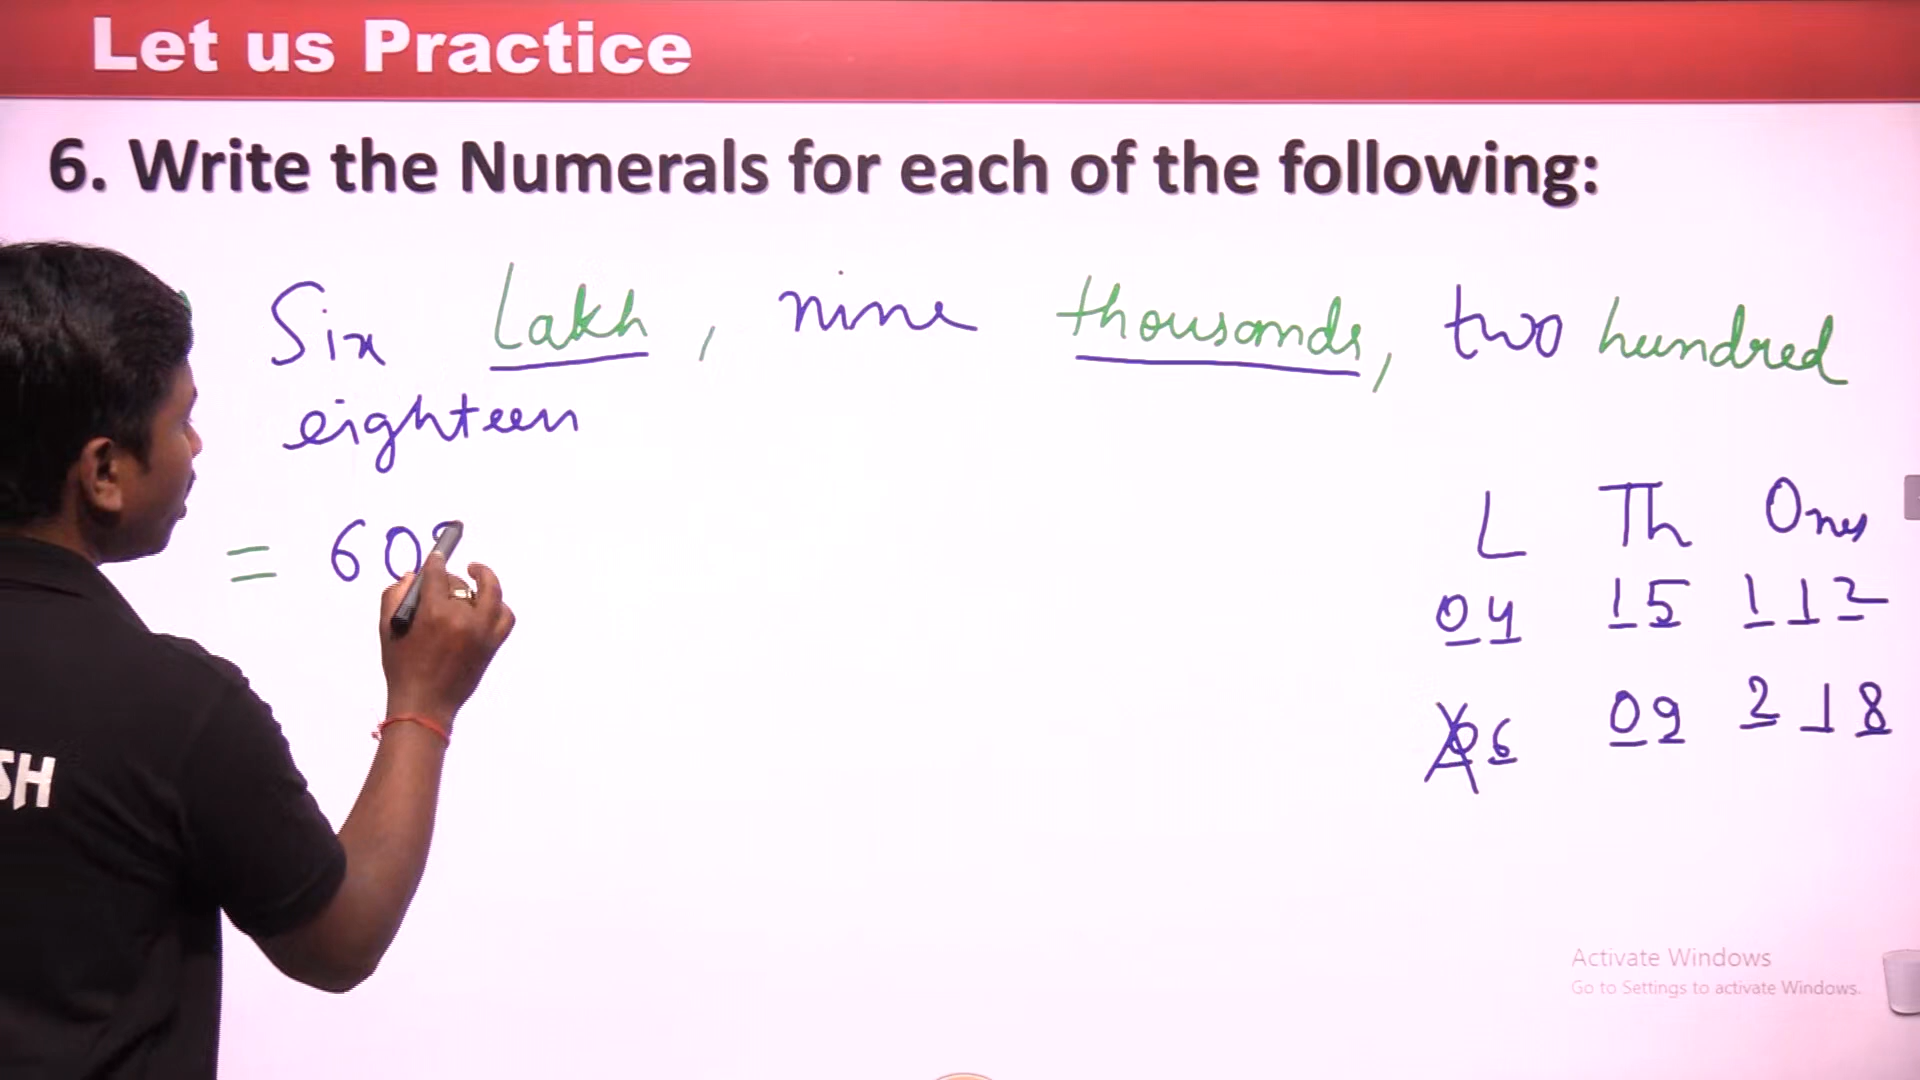 Let us Practice
6. Write the Numerals for each of the following:
Six Lakh, nine thousands, two hundred
eighteen
= 609
L Th Ones
04 15 112
06 09 218
SH
Activate Windows
Go to Settings to activate Windows.